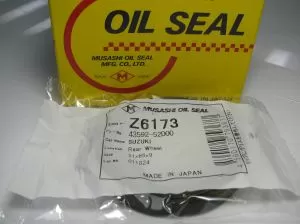 OIL SEAL
MUSASHI OIL SEAL
MFG. CO., LTD.
M
MUSASHI OIL SEAL
Z6173
43592-52D00
SUZUKI
Rear Wheel
MADE IN JAPAN